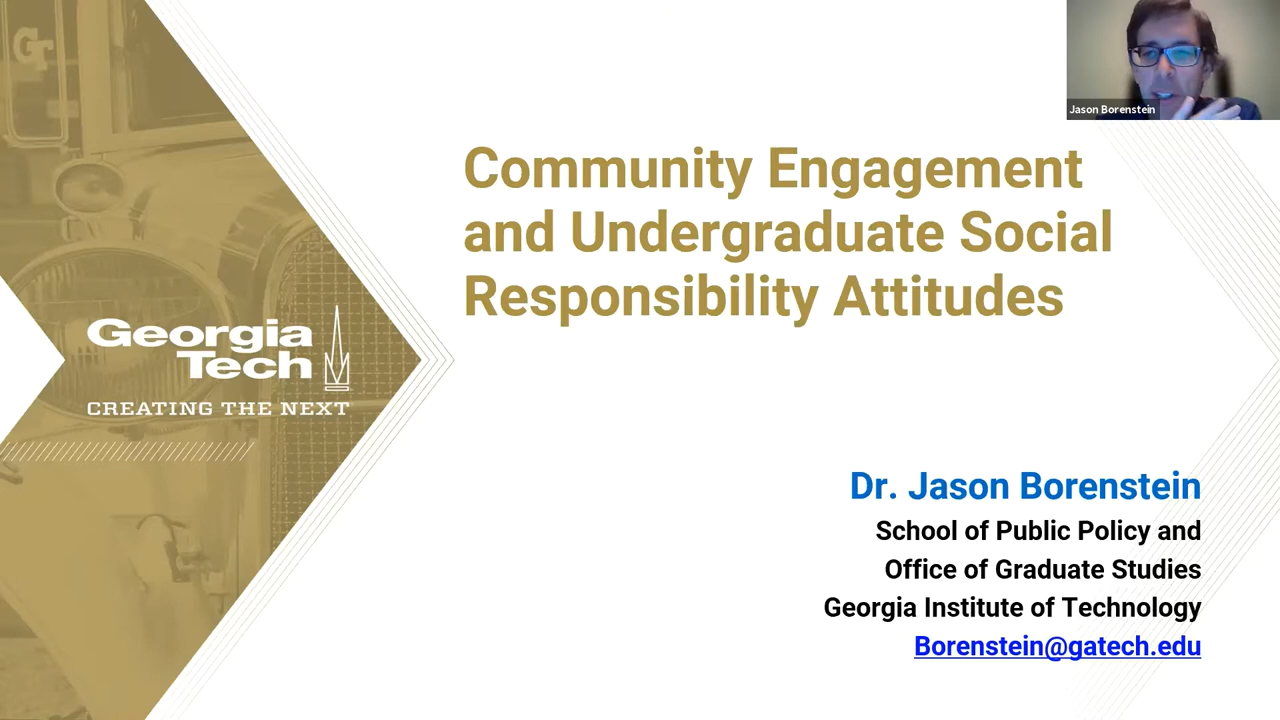 GT
Jason Borenstein
Community Engagement
and Undergraduate Social
Responsibility Attitudes
Georgia
Tech
CREATING THE NEXT
Dr. Jason Borenstein
School of Public Policy and
Office of Graduate Studies
Georgia Institute of Technology
Borenstein@gatech.edu